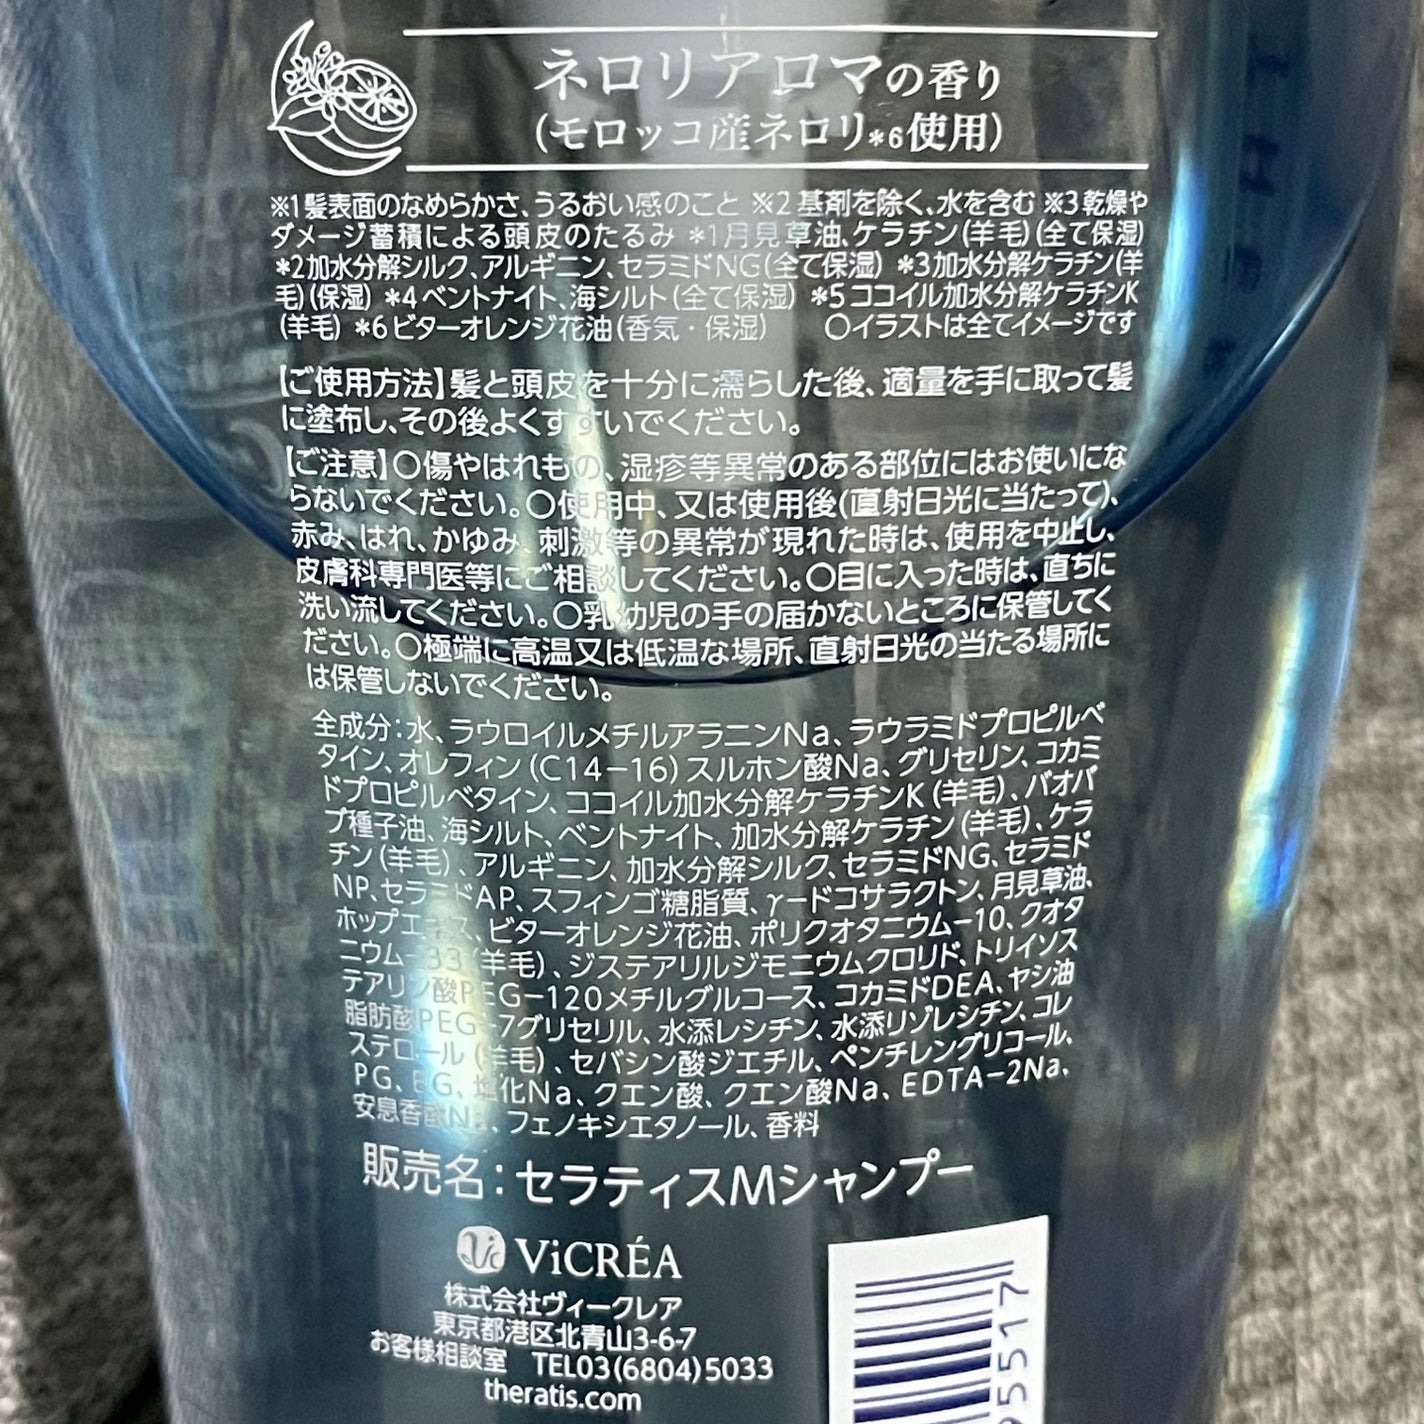 ネロリアロマの香り
(モロッコ産ネロリ*6使用)
※1髪表面のなめらかさ、うるおい感のこと ※2基剤を除く、水を含む ※3乾燥や
ダメージ蓄積による頭皮のたるみ *1月見草油、ケラチン(羊毛)(全て保湿)
*2加水分解シルク、アルギニン、セラミドNG(全て保湿) *3加水分解ケラチン(羊
毛)(保湿) *4ベントナイト、海シルト(全て保湿) *5ココイル加水分解ケラチンK
(羊毛) *6ビターオレンジ花油(香気・保湿) 〇イラストは全てイメージです
【ご使用方法】髪と頭皮を十分に濡らした後、適量を手に取って髪
に塗布し、その後よくすすいでください。
【ご注意】〇傷やはれもの、湿疹等異常のある部位にはお使いにな
らないでください。〇使用中、又は使用後(直射日光に当たって)、
赤み、はれ、かゆみ、刺激等の異常が現れた時は、使用を中止し、
皮膚科専門医等にご相談してください。〇目に入った時は、直ちに
洗い流してください。〇乳幼児の手の届かないところに保管してく
ださい。〇極端に高温又は低温な場所、直射日光の当たる場所に
は保管しないでください。
全成分：水、ラウロイルメチルアラニンNa、ラウラミドプロピルベ
タイン、オレフィン(C14-16)スルホン酸Na、グリセリン、コカミ
ドプロピルベタイン、ココイル加水分解ケラチンK(羊毛)、バオバ
ブ種子油、海シルト、ベントナイト、加水分解ケラチン(羊毛)、ケラ
チン(羊毛)、アルギニン、加水分解シルク、セラミドNG、セラミド
NP、セラミドAP、スフィンゴ糖脂質、γ-ドコサラクトン、月見草油、
ホップエキス、ビターオレンジ花油、ポリクオタニウム-10、クオタ
ニウム-33(羊毛)、ジステアリルジモニウムクロリド、トリイソス
テアリン酸PEG-120メチルグルコース、コカミドDEA、ヤシ油
脂肪酸PEG-7グリセリル、水添レシチン、水添リゾレシチン、コレ
ステロール(羊毛)、セバシン酸ジエチル、ペンチレングリコール、
PG、BG、塩化Na、クエン酸、クエン酸Na、EDTA-2Na、
安息香酸Na、フェノキシエタノール、香料
販売名：セラティスMシャンプー
ViCRÉA
株式会社ヴィークレア
東京都港区北青山3-6-7
お客様相談室 TEL03(6804)5033
theratis.com
5517